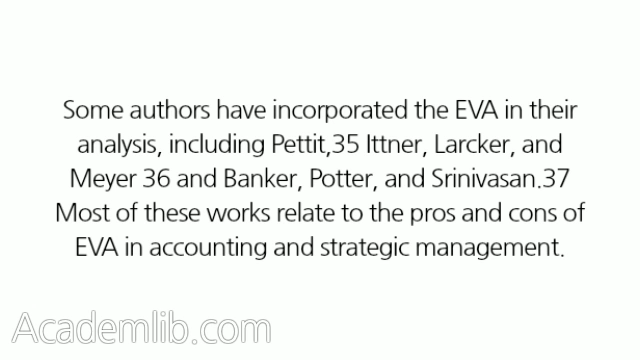 Some authors have incorporated the EVA in their
analysis, including Pettit,35 Ittner, Larcker, and
Meyer 36 and Banker, Potter, and Srinivasan.37
Most of these works relate to the pros and cons of
EVA in accounting and strategic management.
Academlib.com